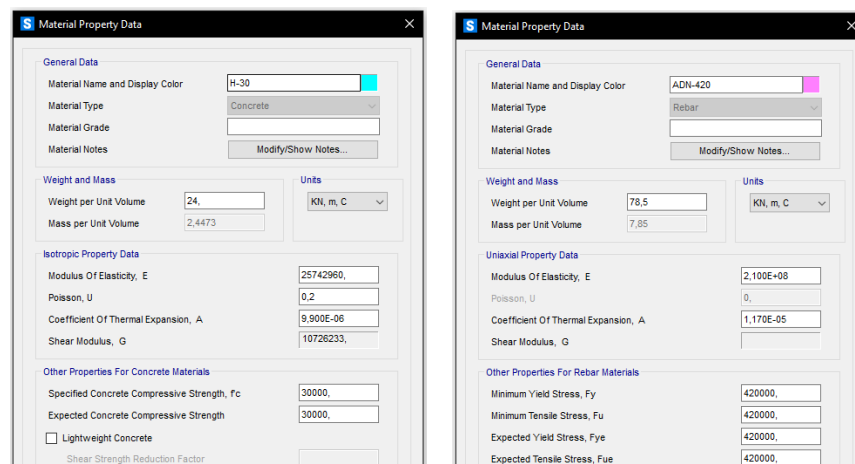 S Material Property Data
General Data
Material Name and Display Color H-30
Material Type Concrete
Material Grade
Material Notes Modify/Show Notes...
Weight and Mass Units
Weight per Unit Volume 24, KN, m, C
Mass per Unit Volume 2,4473
Isotropic Property Data
Modulus Of Elasticity, E 25742960,
Poisson, U 0,2
Coefficient Of Thermal Expansion, A 9,900E-06
Shear Modulus, G 10726233,
Other Properties For Concrete Materials
Specified Concrete Compressive Strength, f'c 30000,
Expected Concrete Compressive Strength 30000,
Lightweight Concrete
Shear Strength Reduction Factor
S Material Property Data
General Data
Material Name and Display Color ADN-420
Material Type Rebar
Material Grade
Material Notes Modify/Show Notes...
Weight and Mass Units
Weight per Unit Volume 78,5 KN, m, C
Mass per Unit Volume 7,85
Uniaxial Property Data
Modulus Of Elasticity, E 2,100E+08
Poisson, U 0,
Coefficient Of Thermal Expansion, A 1,170E-05
Shear Modulus, G
Other Properties For Rebar Materials
Minimum Yield Stress, Fy 420000,
Minimum Tensile Stress, Fu 420000,
Expected Yield Stress, Fye 420000,
Expected Tensile Stress, Fue 420000,